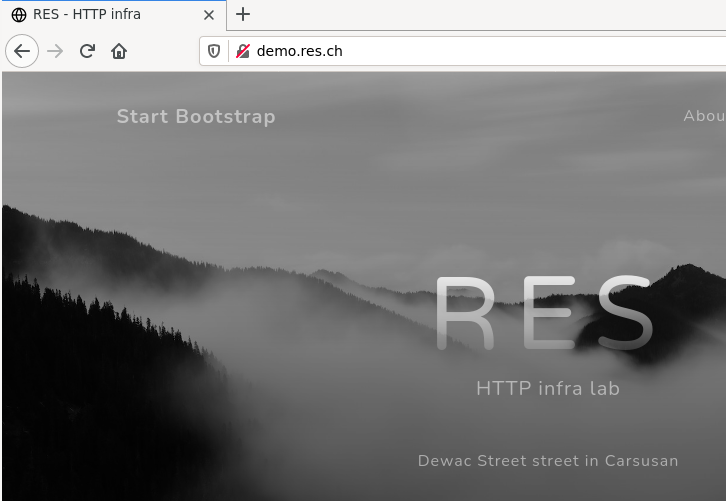 RES - HTTP infra
demo.res.ch
Start Bootstrap
Abou
RES
HTTP infra lab
Dewac Street street in Carsusan